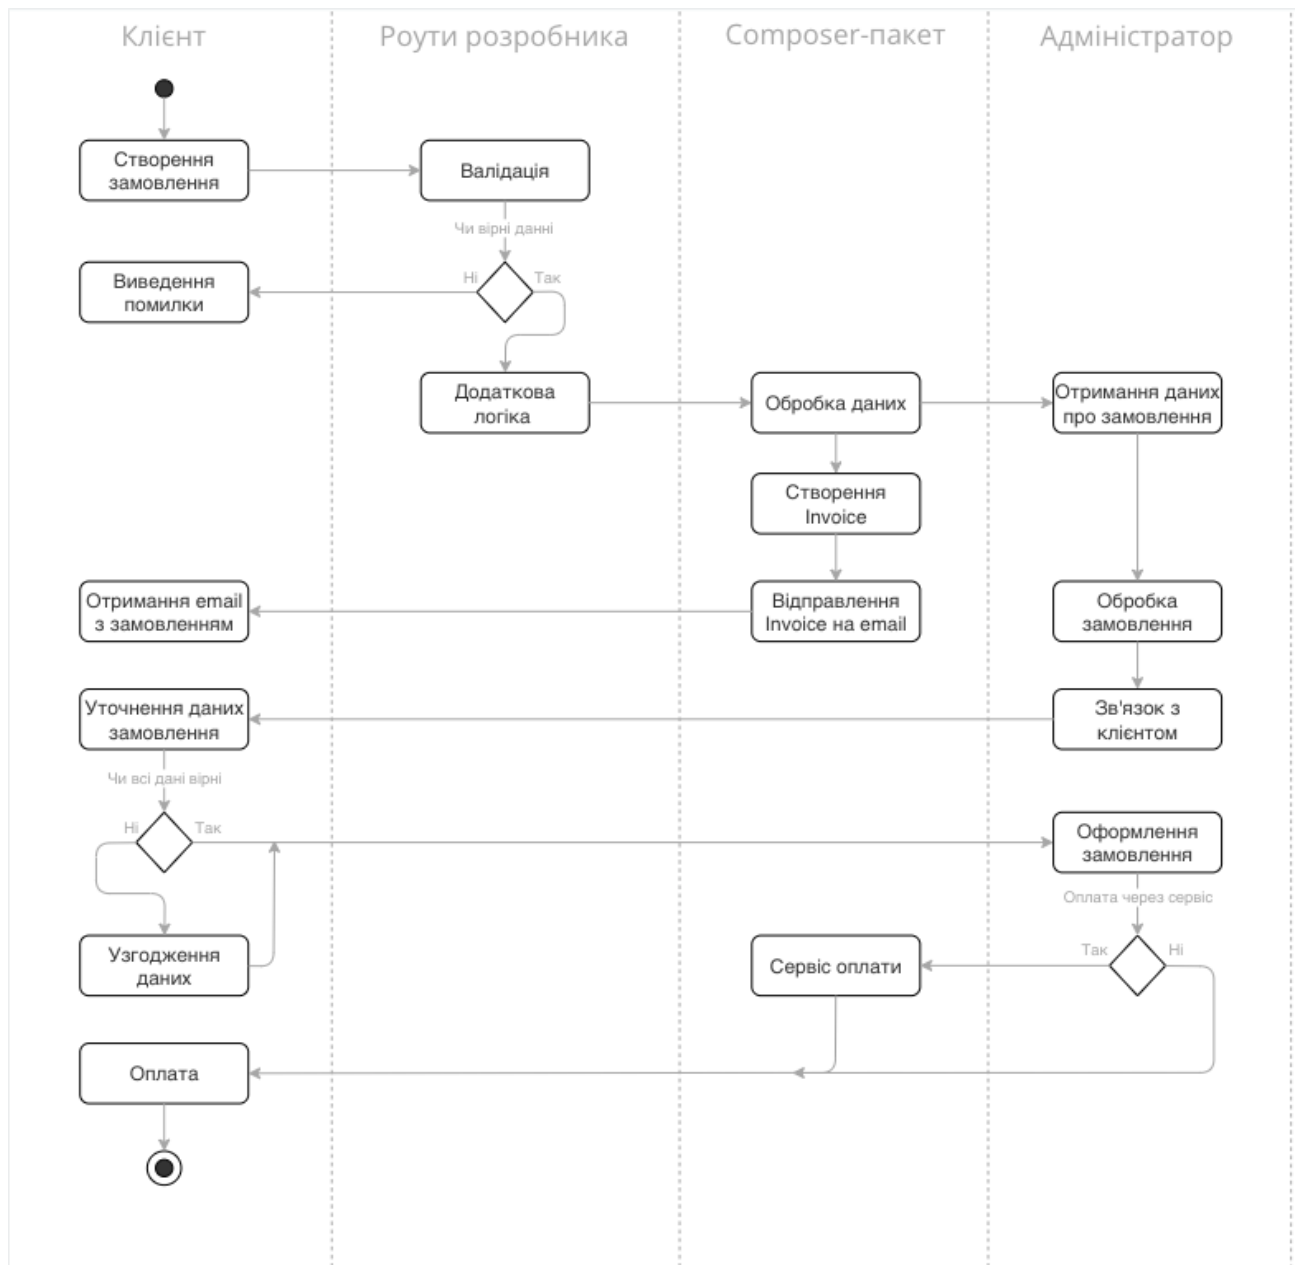 Клієнт
Роути розробника
Composer-пакет
Адміністратор
Створення
замовлення
Валідація
Чи вірні данні
Виведення
помилки
Ні
Так
Додаткова
логіка
Обробка даних
Отримання даних
про замовлення
Створення
Invoice
Отримання email
з замовленням
Відправлення
Invoice на email
Обробка
замовлення
Уточнення даних
замовлення
Зв'язок з
клієнтом
Чи всі дані вірні
Ні
Так
Оформлення
замовлення
Оплата через сервіс
Узгодження
даних
Сервіс оплати
Так
Ні
Оплата